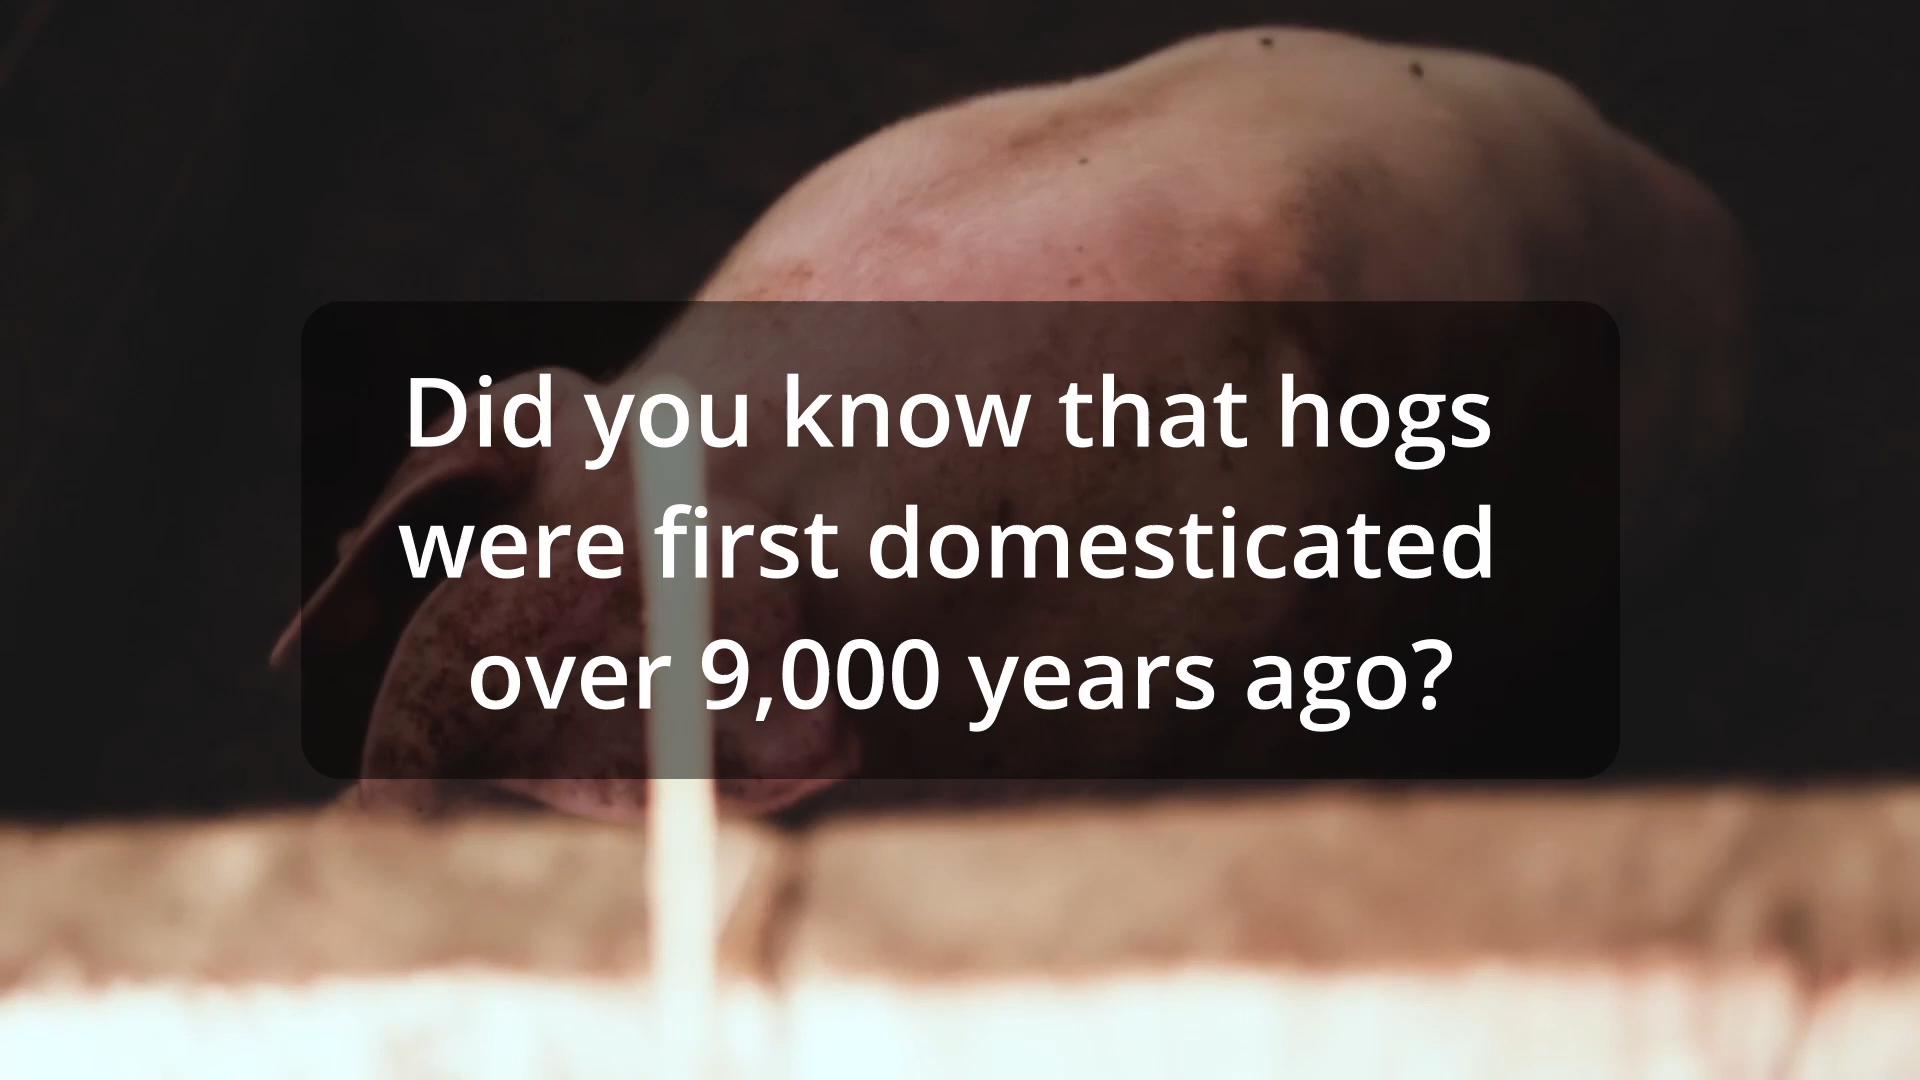 Did you know that hogs
were first domesticated
over 9,000 years ago?